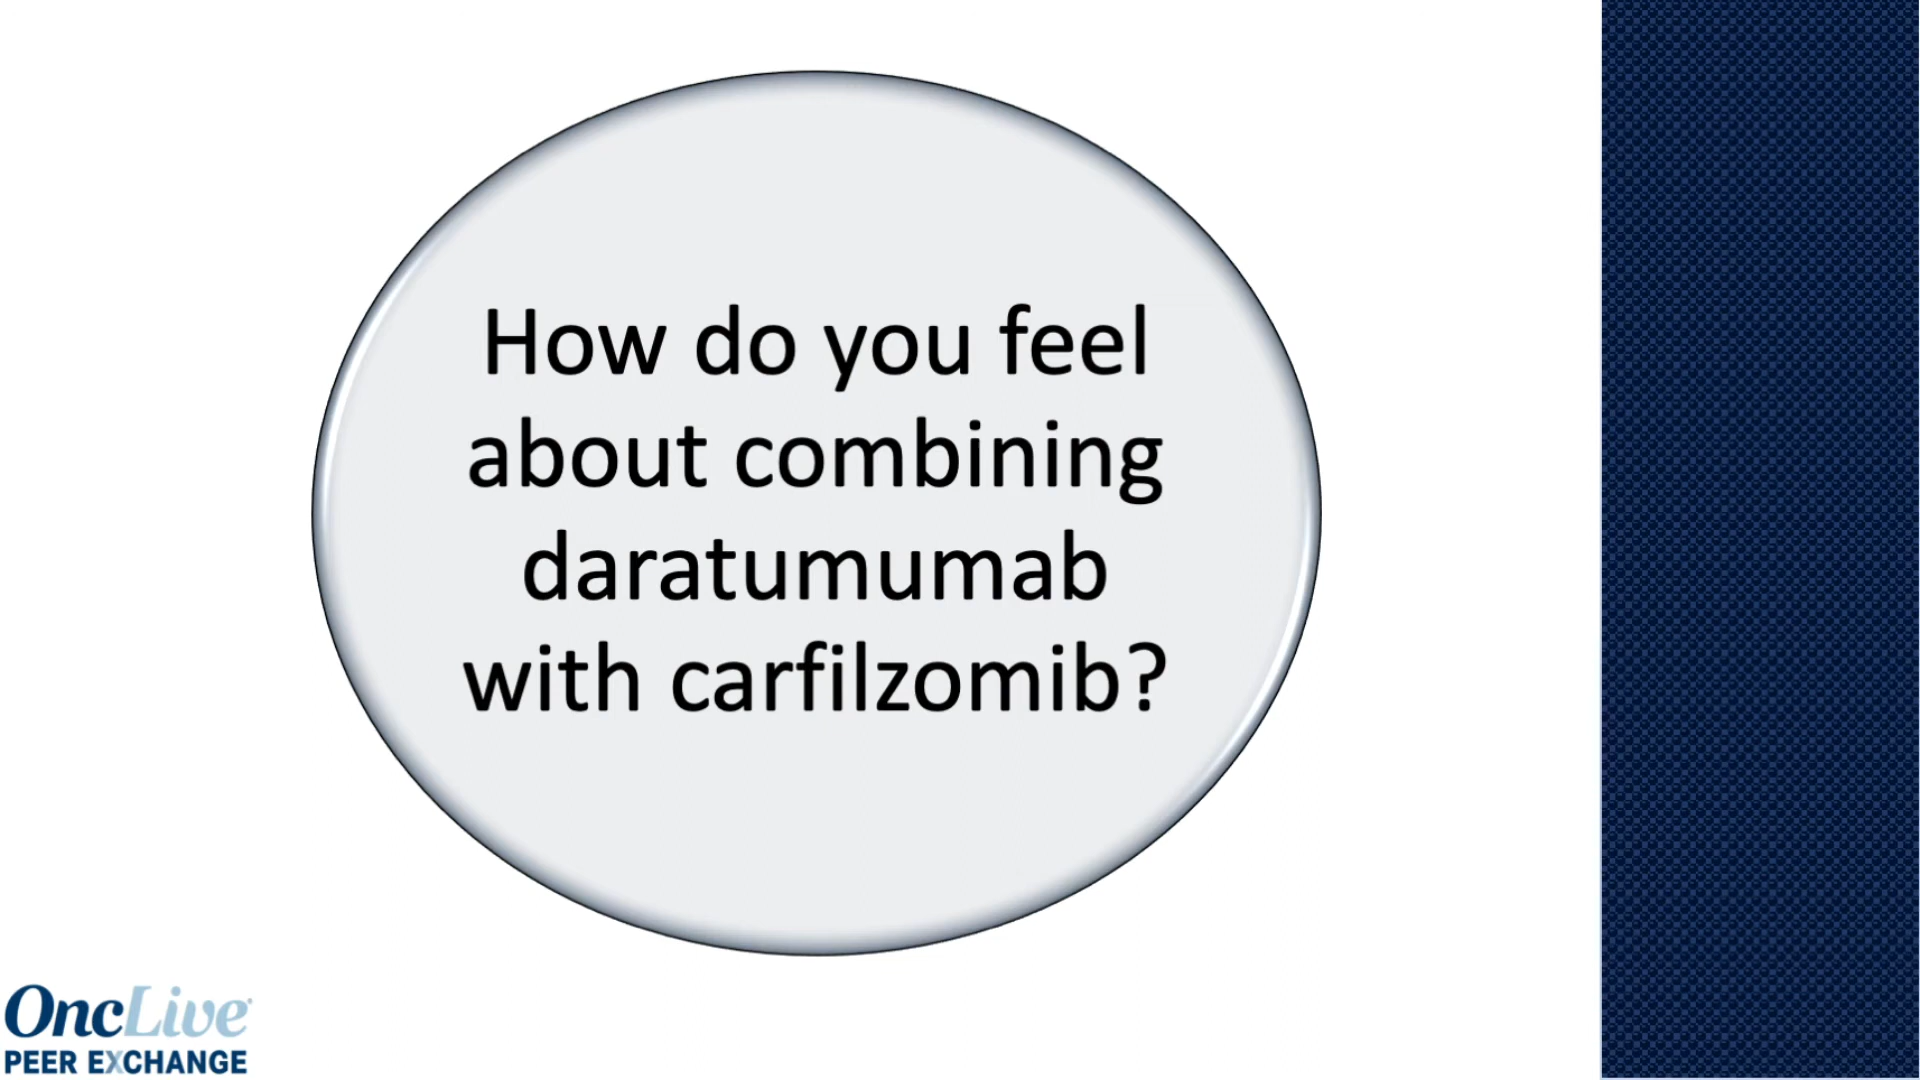 How do you feel
about combining
daratumumab
with carfilzomib?
OncLive
PEER EXCHANGE